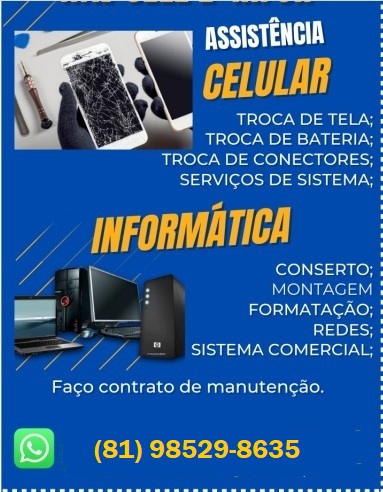 ASSISTÊNCIA
CELULAR
TROCA DE TELA;
TROCA DE BATERIA;
TROCA DE CONECTORES;
SERVIÇOS DE SISTEMA;
INFORMÁTICA
CONSERTO;
MONTAGEM
FORMATAÇÃO;
REDES;
SISTEMA COMERCIAL;
Faço contrato de manutenção.
(81) 98529-8635